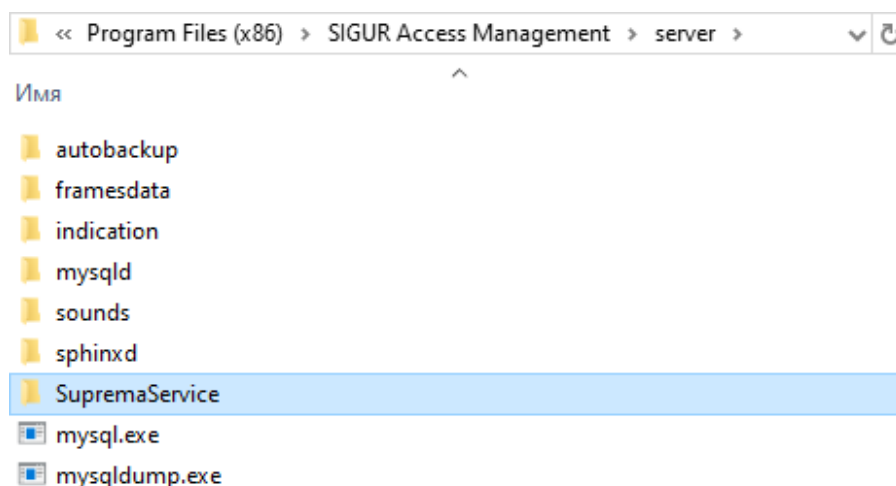 « Program Files (x86) › SIGUR Access Management › server ›
Имя
autobackup
framesdata
indication
mysqld
sounds
sphinxd
SupremaService
mysql.exe
mysqldump.exe